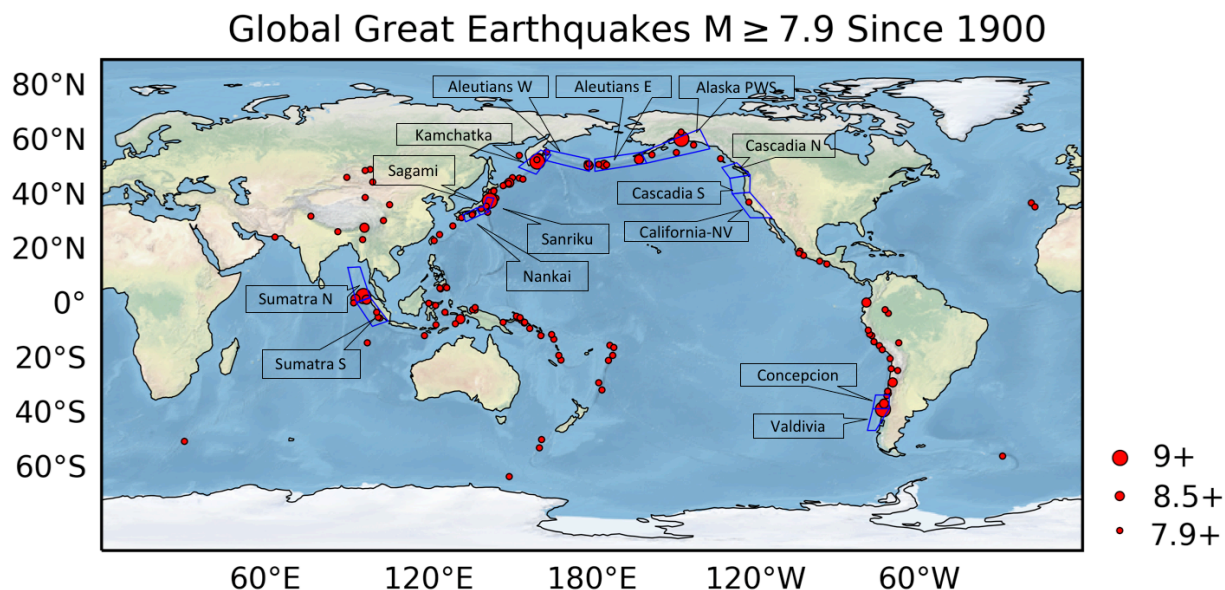 Global Great Earthquakes M ≥ 7.9 Since 1900
80°N
60°N
40°N
20°N
0°
20°S
40°S
60°S
Aleutians W
Aleutians E
Alaska PWS
Kamchatka
Cascadia N
Sagami
Cascadia S
Sanriku
California-NV
Nankai
Sumatra N
Sumatra S
Concepcion
Valdivia
9+
8.5+
7.9+
60°E
120°E
180°E
120°W
60°W